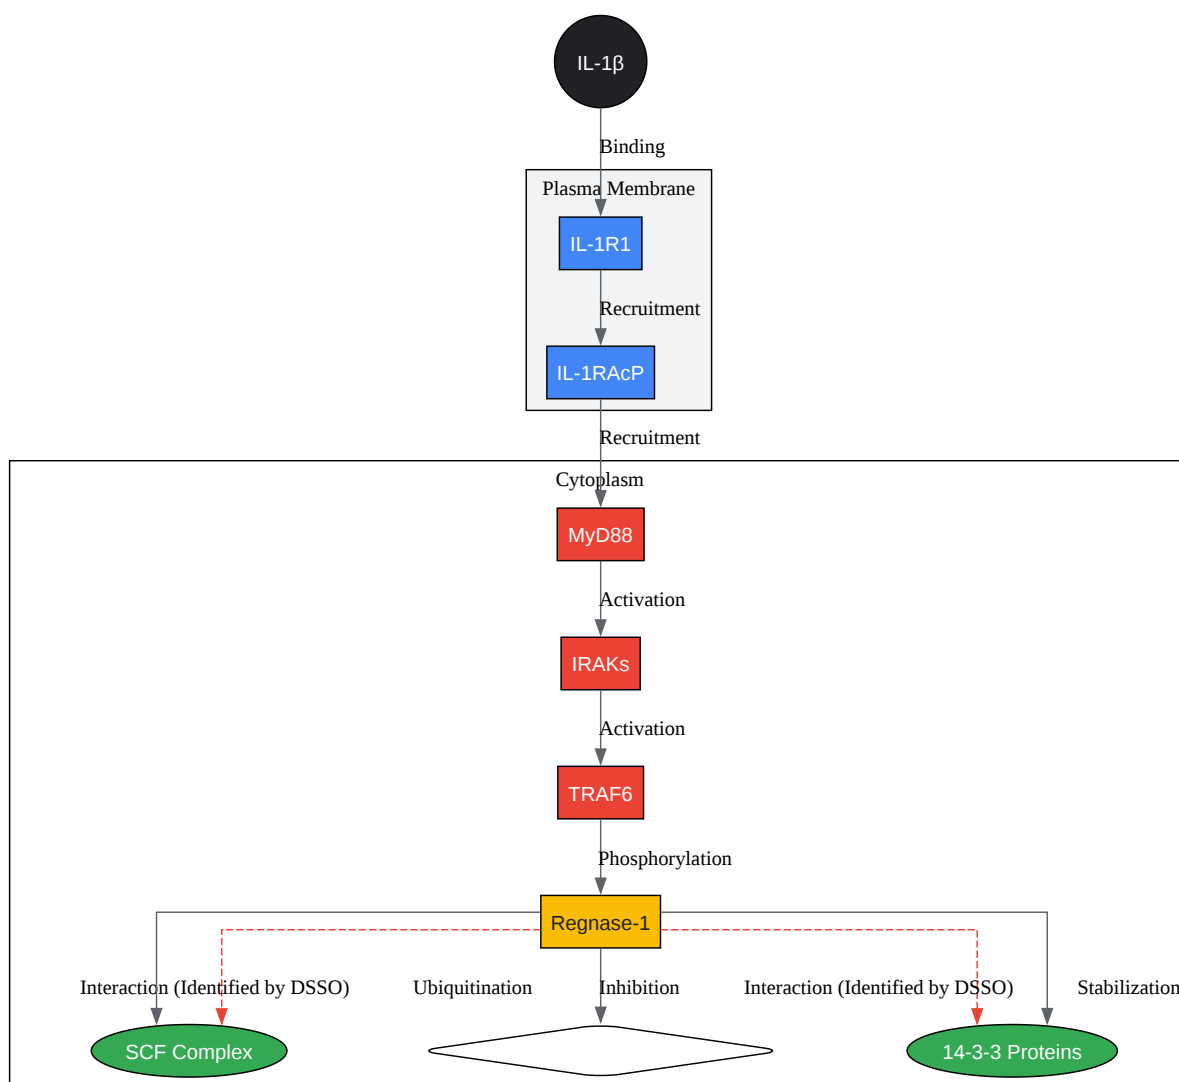 IL-1β
Binding
Plasma Membrane
IL-1R1
Recruitment
IL-1RAcP
Recruitment
Cytoplasm
MyD88
Activation
IRAKs
Activation
TRAF6
Phosphorylation
Regnase-1
Interaction (Identified by DSSO)
Ubiquitination
Inhibition
Interaction (Identified by DSSO)
Stabilization
SCF Complex
14-3-3 Proteins